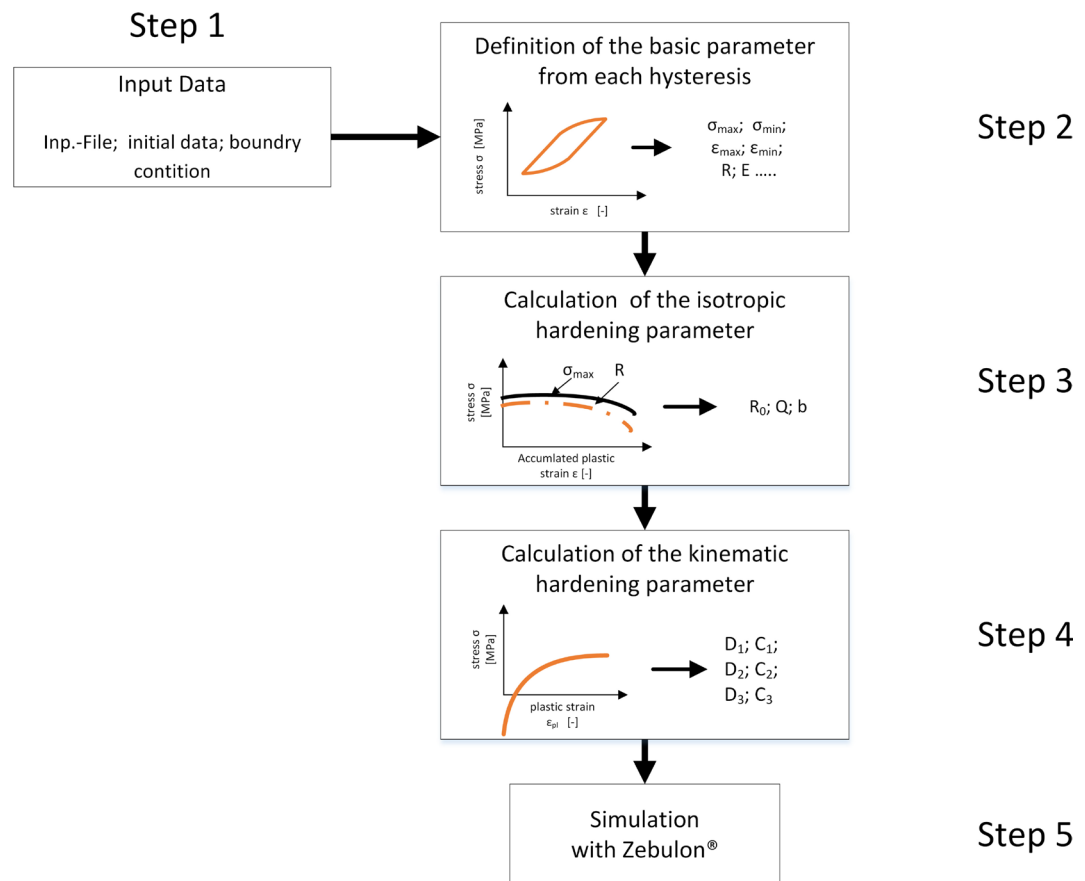 Step 1
Input Data
Inp.-File; initial data; boundry
contition
Definition of the basic parameter
from each hysteresis
stress σ [MPa]
strain ε [-]
σmax; σmin;
εmax; εmin;
R; E .....
Step 2
Calculation of the isotropic
hardening parameter
stress σ
[MPa]
σmax
R
Accumlated plastic
strain ε [-]
R0; Q; b
Step 3
Calculation of the kinematic
hardening parameter
stress σ
[MPa]
plastic strain
εpl [-]
D1; C1;
D2; C2;
D3; C3
Step 4
Simulation
with Zebulon®
Step 5